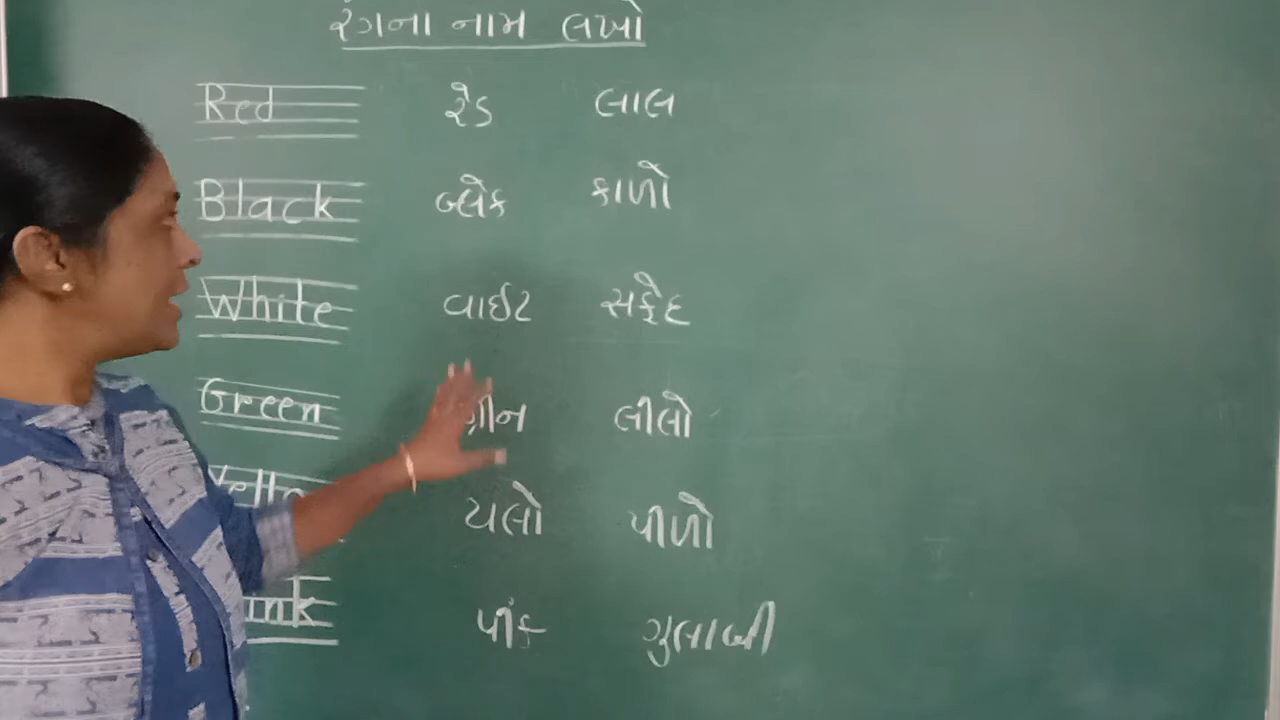 રંગના નામ લખો
Red રેડ લાલ
Black બ્લેક કાળો
White વાઈટ સફેદ
Green ગ્રીન લીલો
યલો પીળો
પીંક ગુલાબી